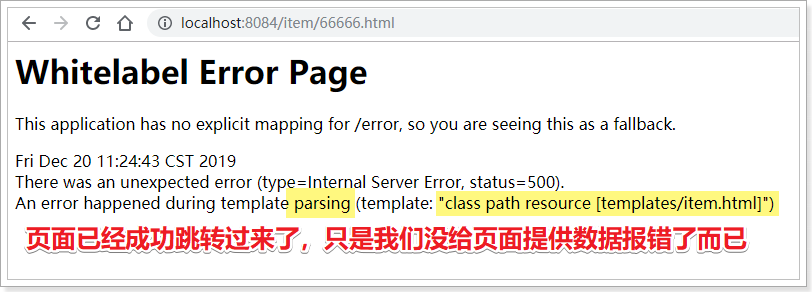 localhost:8084/item/66666.html
Whitelabel Error Page
This application has no explicit mapping for /error, so you are seeing this as a fallback.
Fri Dec 20 11:24:43 CST 2019
There was an unexpected error (type=Internal Server Error, status=500).
An error happened during template parsing (template: "class path resource [templates/item.html]")
页面已经成功跳转过来了，只是我们没给页面提供数据报错了而已